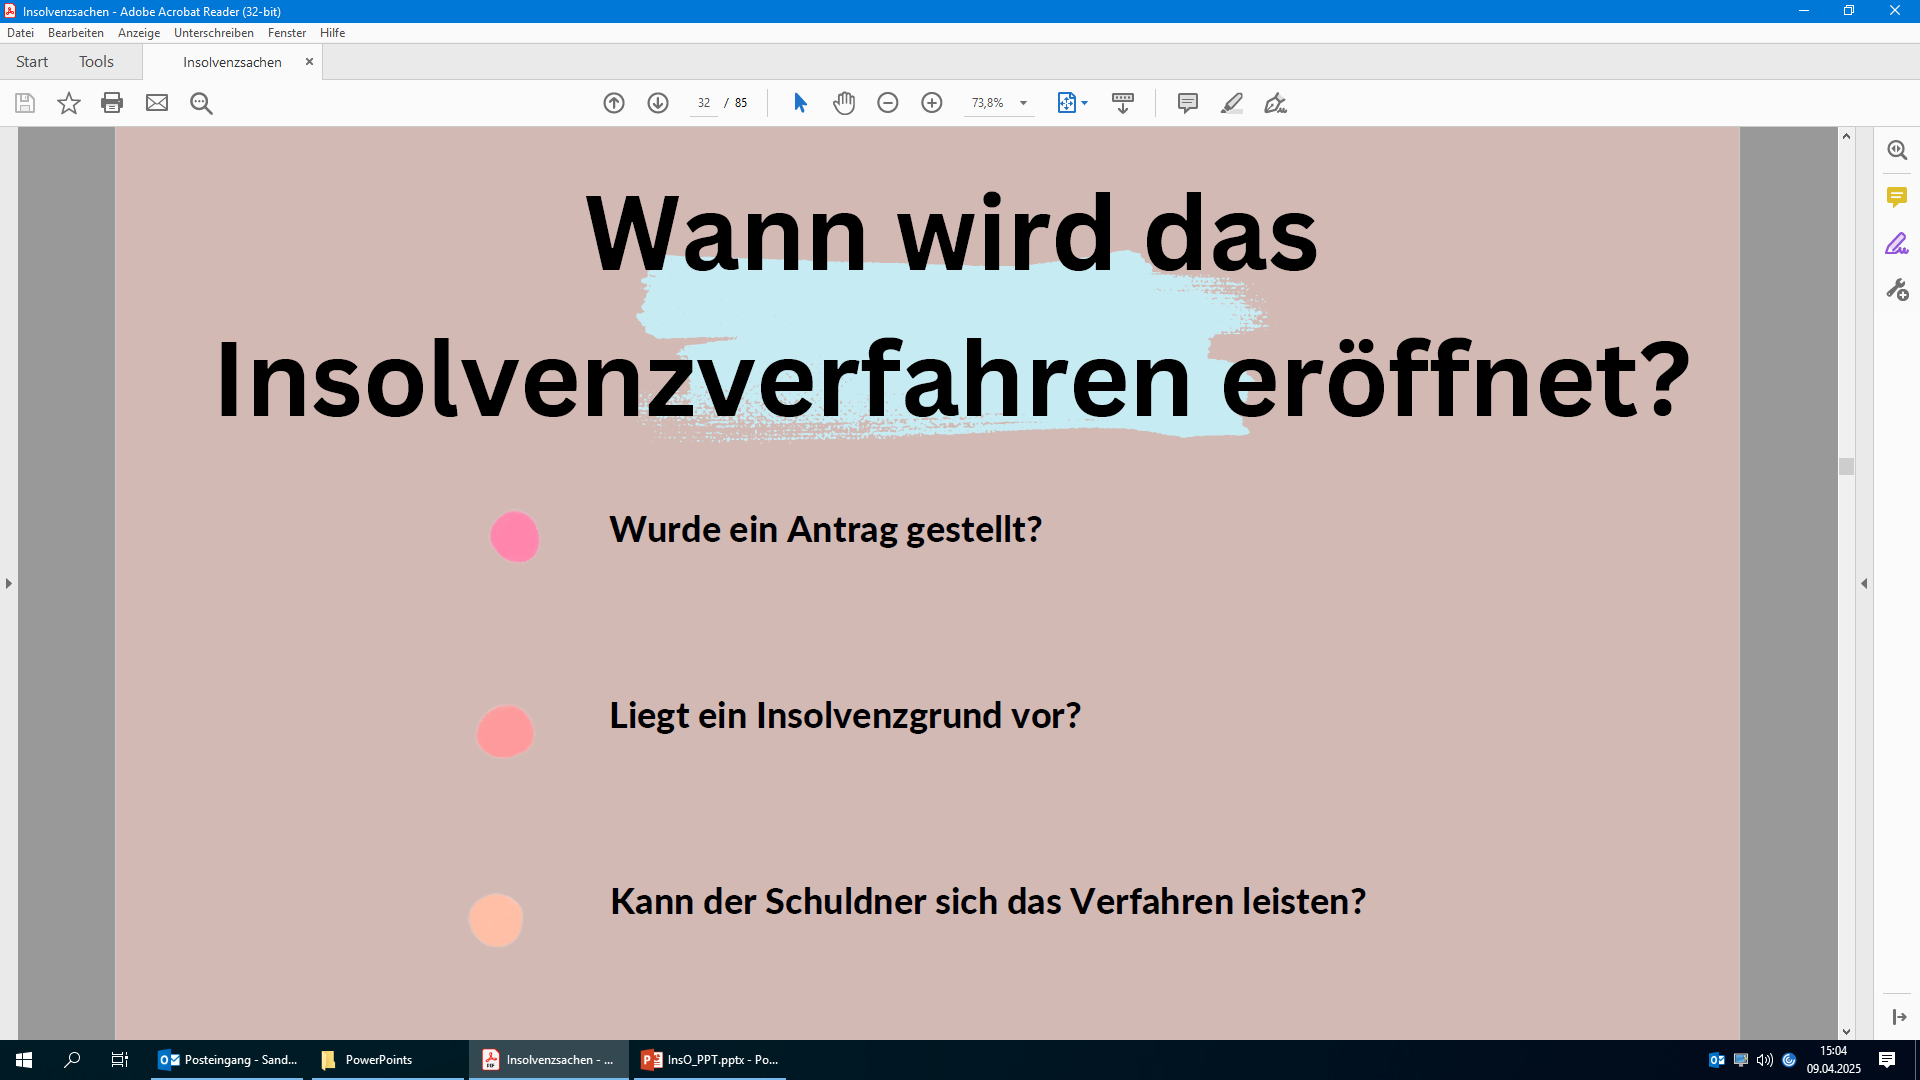 Insolvenzsachen - Adobe Acrobat Reader (32-bit)
Datei Bearbeiten Anzeige Unterschreiben Fenster Hilfe
Start Tools Insolvenzsachen
32 / 85 73,8%
Wann wird das
Insolvenzverfahren eröffnet?
Wurde ein Antrag gestellt?
Liegt ein Insolvenzgrund vor?
Kann der Schuldner sich das Verfahren leisten?
Posteingang - Sand... PowerPoints Insolvenzsachen - ... InsO_PPT.pptx - Po...
15:04
09.04.2025